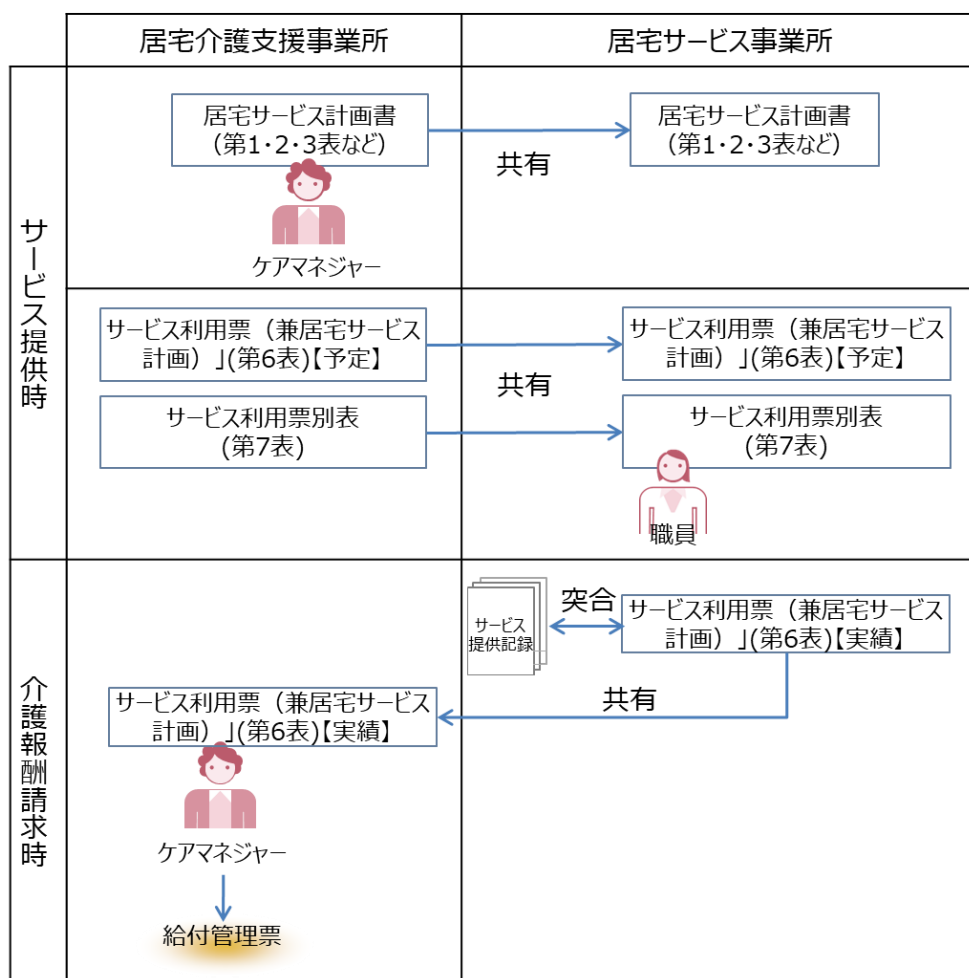 居宅介護支援事業所
居宅サービス事業所
サービス提供時
居宅サービス計画書
（第1・2・3表など）
共有
居宅サービス計画書
（第1・2・3表など）
ケアマネジャー
サービス利用票（兼居宅サービス
計画）」(第6表)【予定】
共有
サービス利用票（兼居宅サービス
計画）」(第6表)【予定】
サービス利用票別表
(第7表)
サービス利用票別表
(第7表)
職員
介護報酬請求時
サービス
提供記録
突合
サービス利用票（兼居宅サービス
計画）」(第6表)【実績】
共有
サービス利用票（兼居宅サービス
計画）」(第6表)【実績】
ケアマネジャー
給付管理票